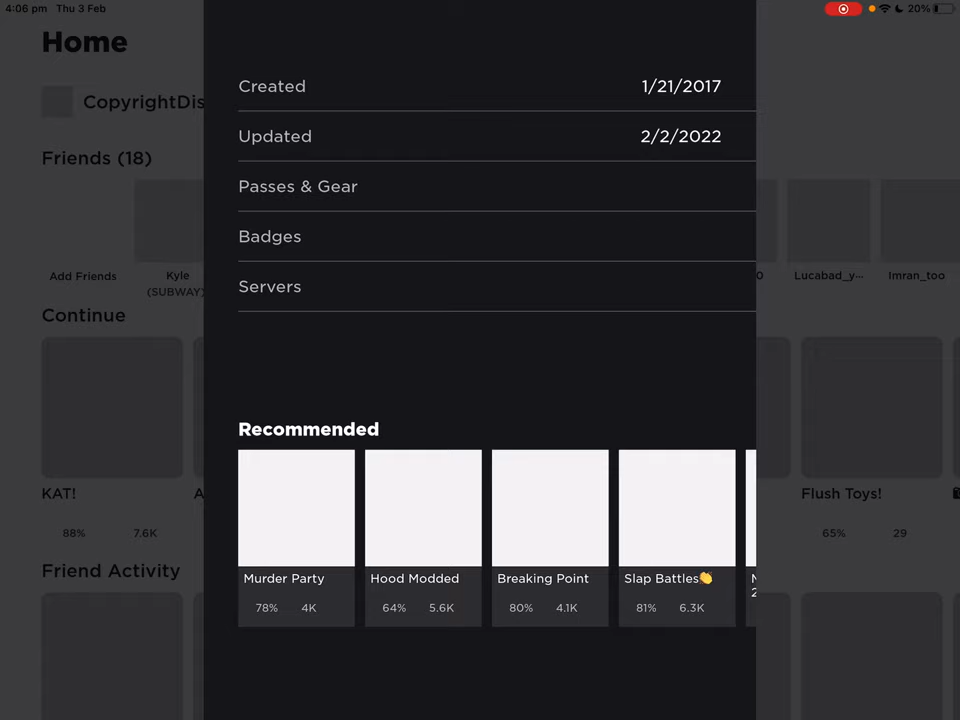 4:06 pm Thu 3 Feb
20%
Home
CopyrightDis
Friends (18)
Add Friends
Kyle
(SUBWAY)
0
Lucabad_y...
Imran_too
Continue
KAT!
A
88% 7.6K
Flush Toys!
65% 29
Friend Activity
Created 1/21/2017
Updated 2/2/2022
Passes & Gear
Badges
Servers
Recommended
Murder Party
78% 4K
Hood Modded
64% 5.6K
Breaking Point
80% 4.1K
Slap Battles👏
81% 6.3K
2